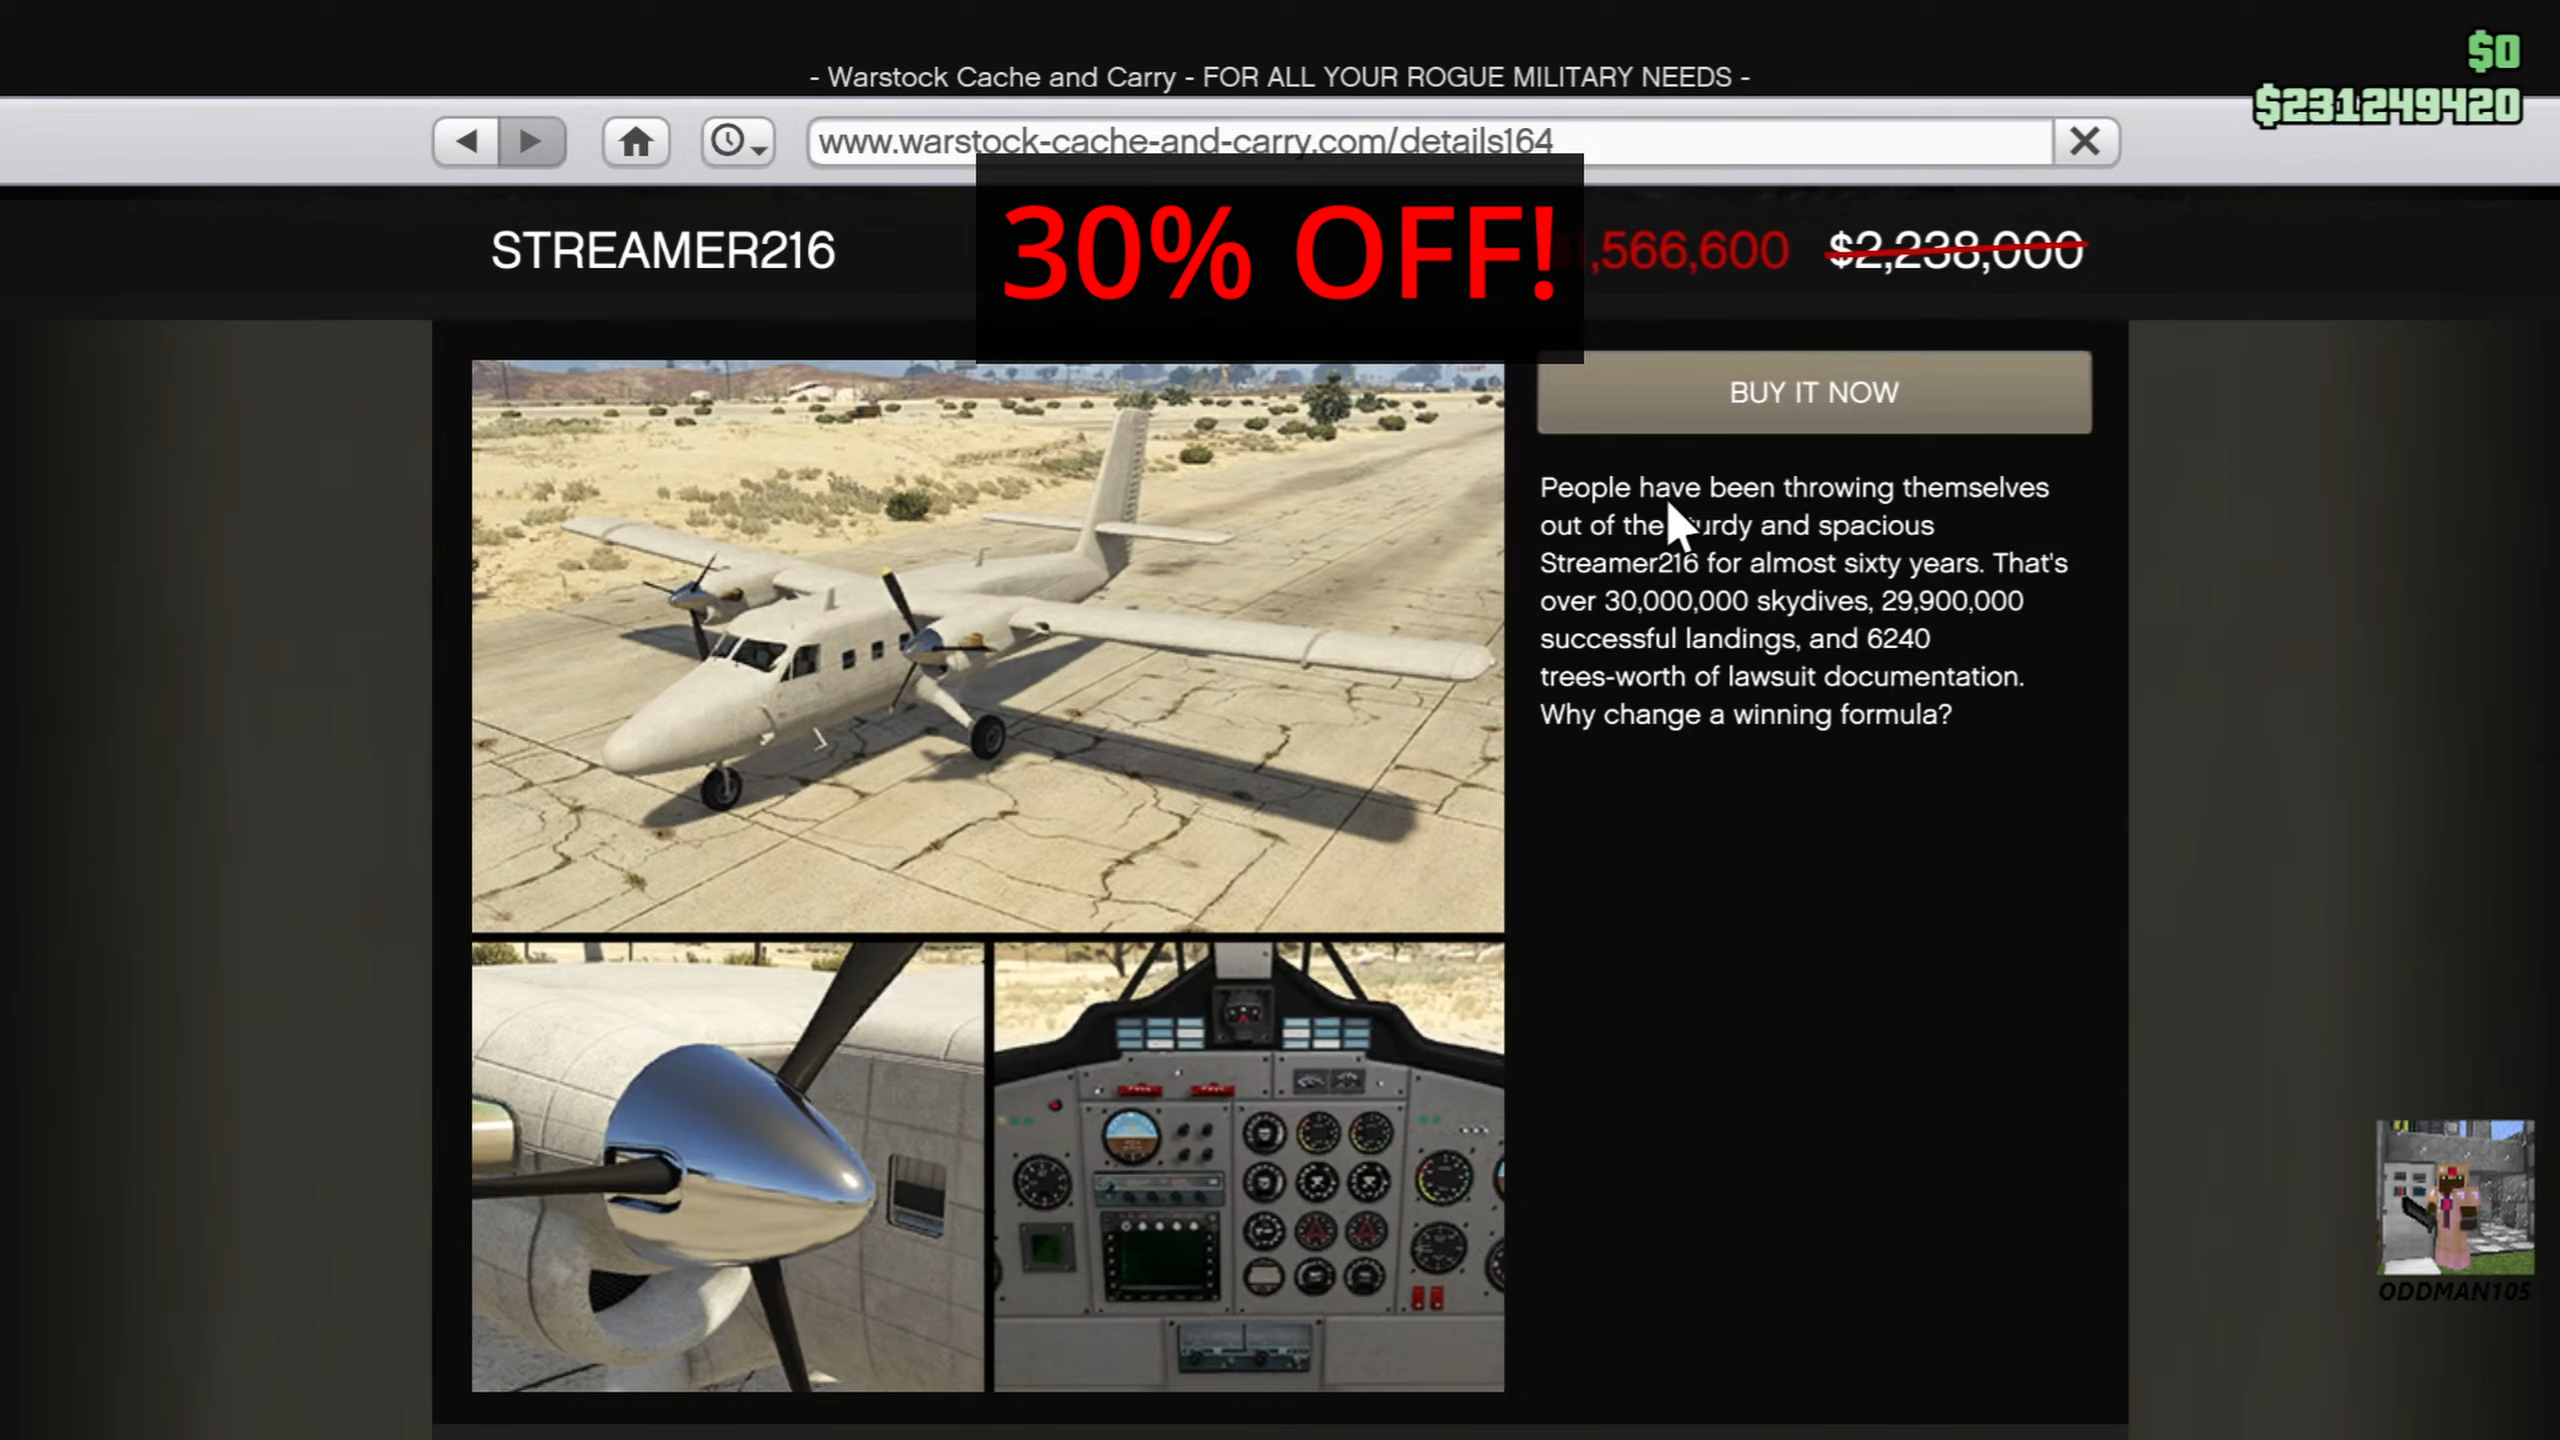 $0
- Warstock Cache and Carry - FOR ALL YOUR ROGUE MILITARY NEEDS -
$231249420
www.warstock-cache-and-carry.com/details164
STREAMER216
30% OFF!
,566,600
$2,238,000
BUY IT NOW
People have been throwing themselves
out of the urdy and spacious
Streamer216 for almost sixty years. That's
over 30,000,000 skydives, 29,900,000
successful landings, and 6240
trees-worth of lawsuit documentation.
Why change a winning formula?
ODDMAN105